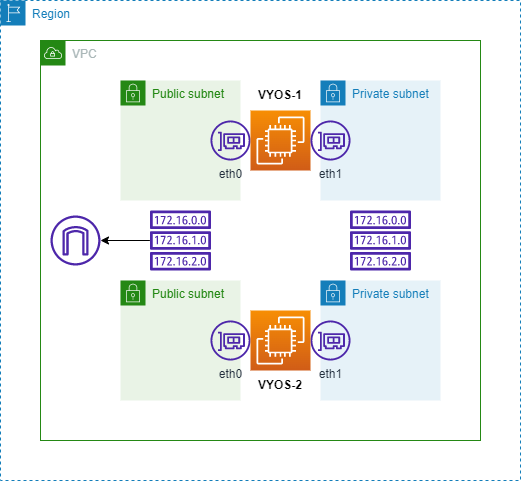 Region
VPC
Public subnet
VYOS-1
Private subnet
eth0
eth1
172.16.0.0
172.16.1.0
172.16.2.0
172.16.0.0
172.16.1.0
172.16.2.0
Public subnet
Private subnet
eth0
eth1
VYOS-2